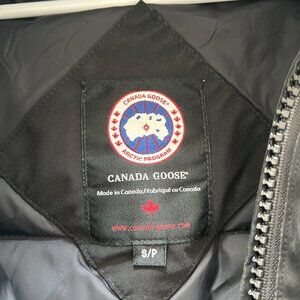 CANADA GOOSE®
ARCTIC PROGRAM
CANADA GOOSE®
Made in Canada/Fabriqué au Canada
www.canada-goose.com
S/P